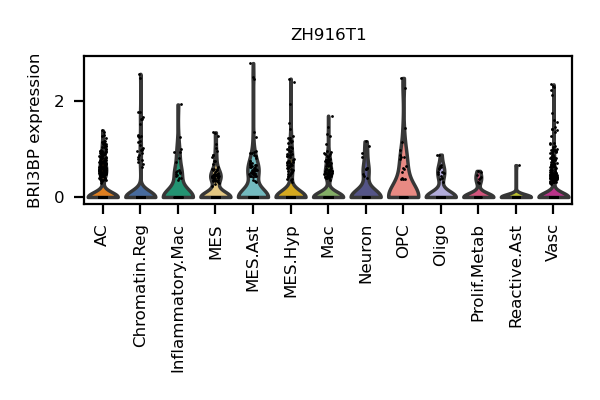 ZH916T1
BRI3BP expression
2
0
AC
Chromatin.Reg
Inflammatory.Mac
MES
MES.Ast
MES.Hyp
Mac
Neuron
OPC
Oligo
Prolif.Metab
Reactive.Ast
Vasc